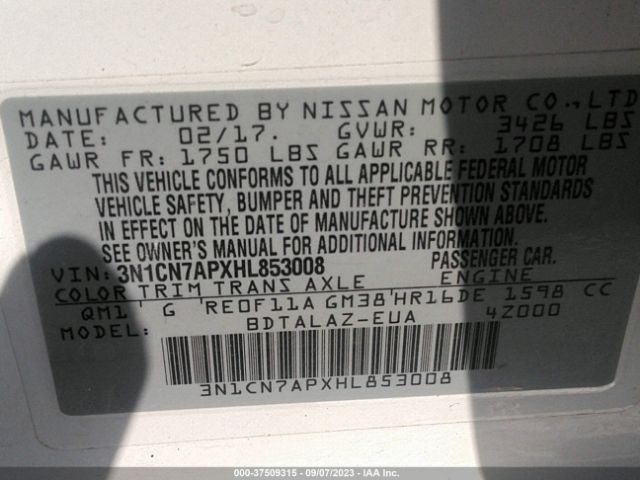 MANUFACTURED BY NISSAN MOTOR CO.,LTD
DATE: 02/17. GVWR: 3426 LBS
GAWR FR: 1750 LBS GAWR RR: 1708 LBS
THIS VEHICLE CONFORMS TO ALL APPLICABLE FEDERAL MOTOR
VEHICLE SAFETY, BUMPER AND THEFT PREVENTION STANDARDS
IN EFFECT ON THE DATE OF MANUFACTURE SHOWN ABOVE.
SEE OWNER'S MANUAL FOR ADDITIONAL INFORMATION.
VIN: 3N1CN7APXHL853008 PASSENGER CAR.
COLOR TRIM TRANS AXLE ENGINE
QM1 G RE0F11A GM38 HR16DE 1598 CC
MODEL: BDTALAZ-EUA 4Z000
3N1CN7APXHL853008
000-37509315 - 09/07/2023 - IAA Inc.